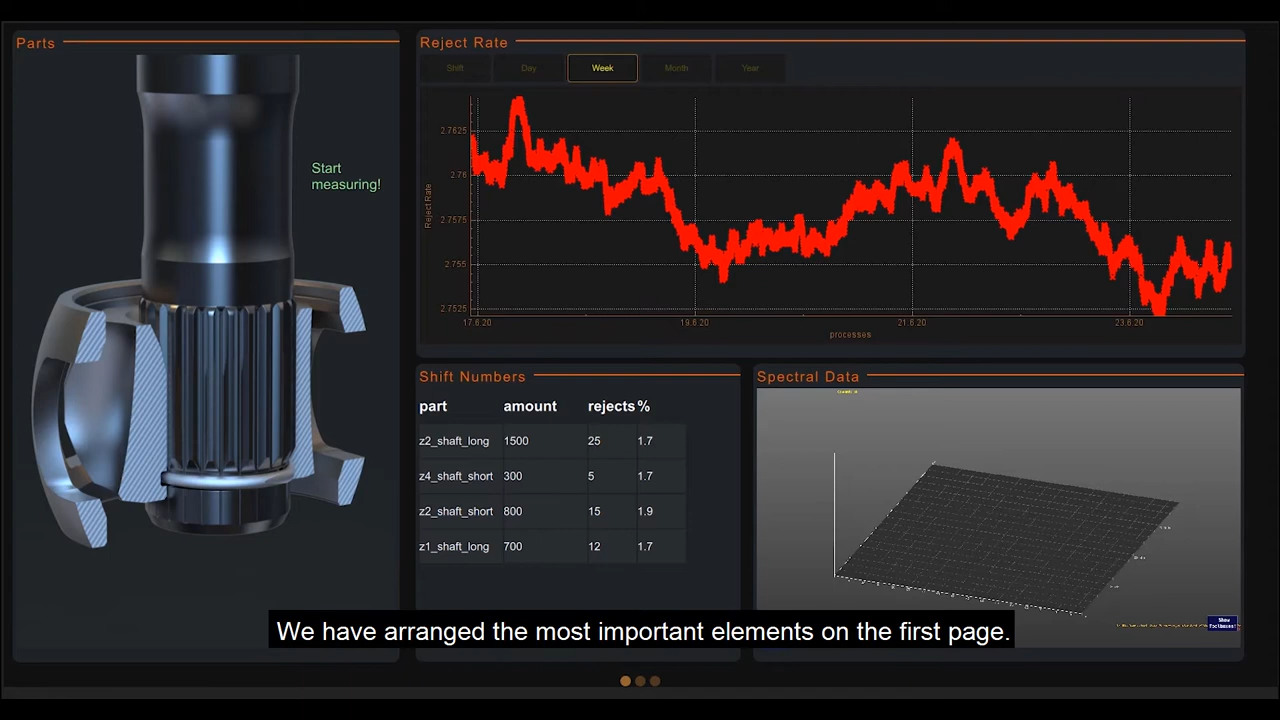 Parts
Start
measuring!
Reject Rate
Shift
Day
Week
Month
Year
Reject Rate
2.7625
2.76
2.7575
2.755
2.7525
17.6.20
19.6.20
21.6.20
23.6.20
processes
Shift Numbers
part amount rejects %
z2_shaft_long 1500 25 1.7
z4_shaft_short 300 5 1.7
z2_shaft_short 800 15 1.9
z1_shaft_long 700 12 1.7
Spectral Data
Show
We have arranged the most important elements on the first page.